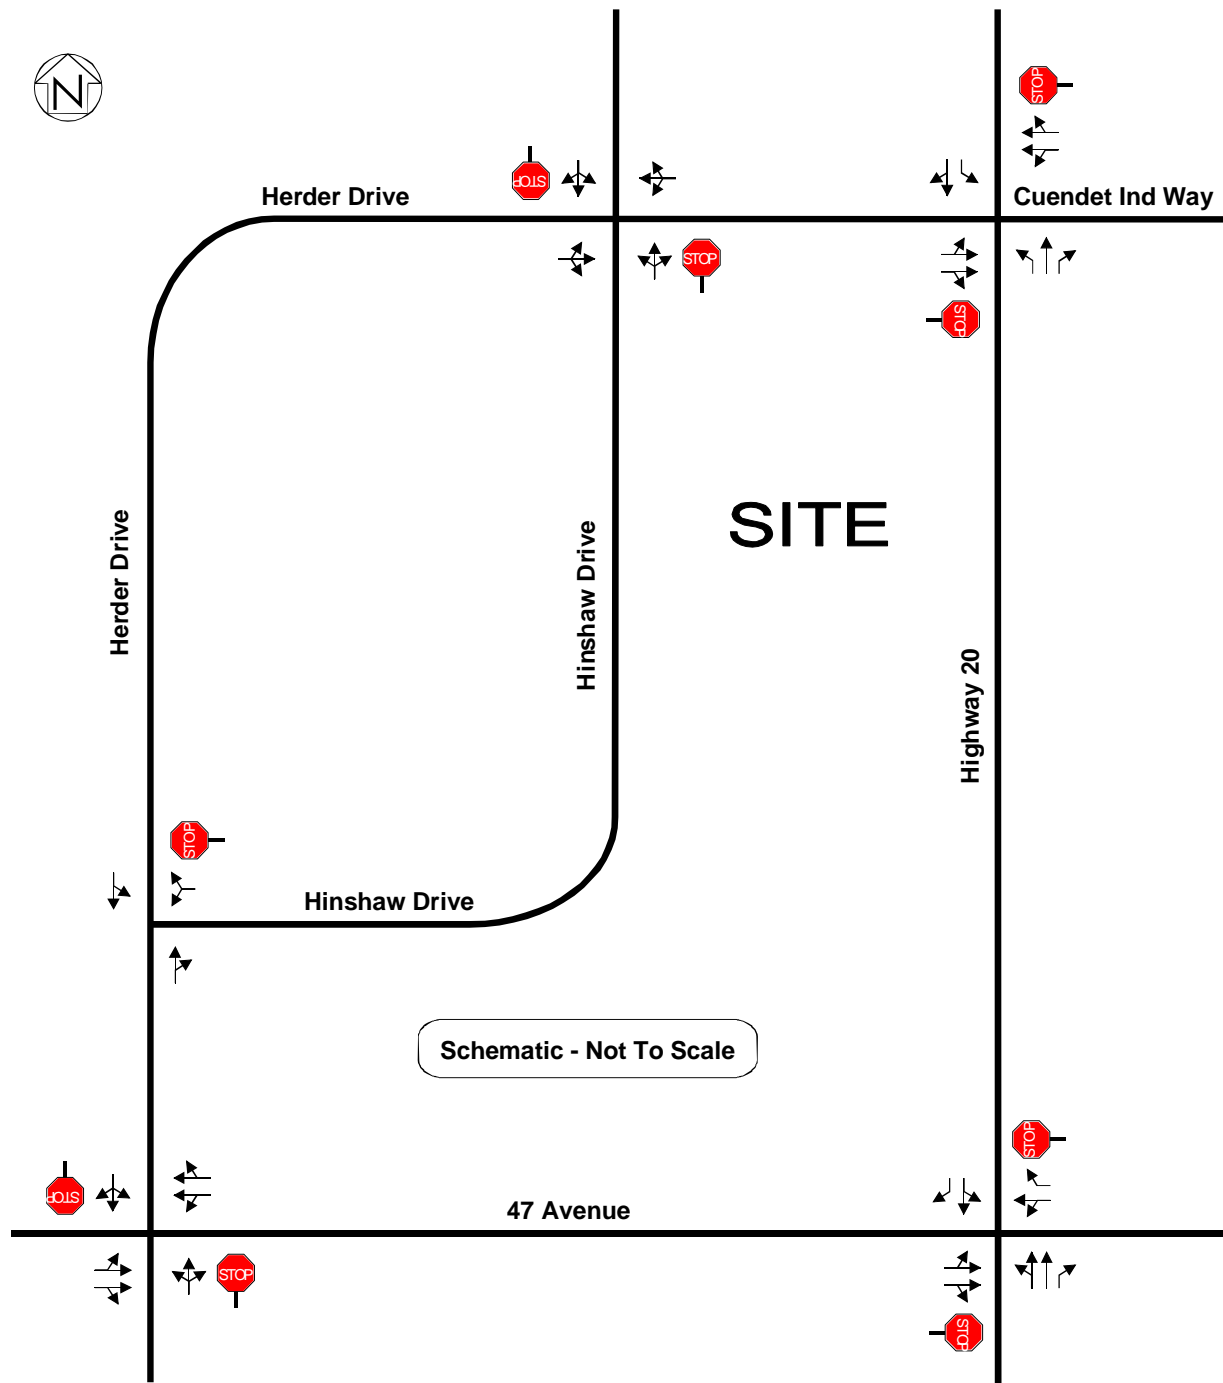 N
STOP
STOP
Herder Drive
Cuendet Ind Way
STOP
STOP
SITE
Herder Drive
Hinshaw Drive
Highway 20
STOP
Hinshaw Drive
Schematic - Not To Scale
STOP
STOP
47 Avenue
STOP
STOP